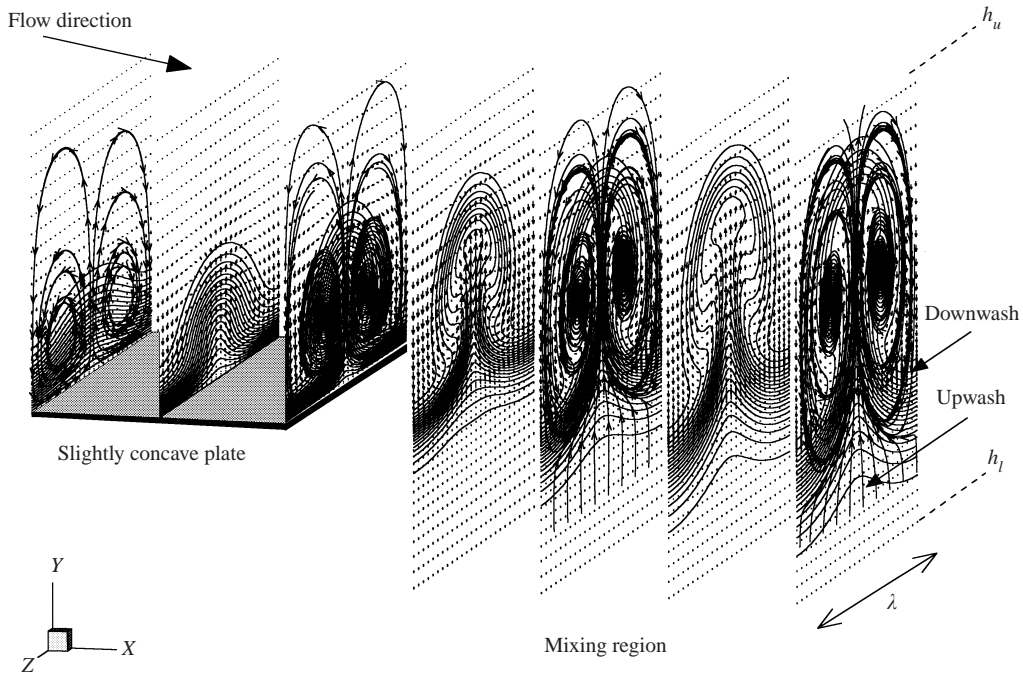 Flow direction
h_u
Downwash
Upwash
Slightly concave plate
h_l
λ
Mixing region
Y
X
Z